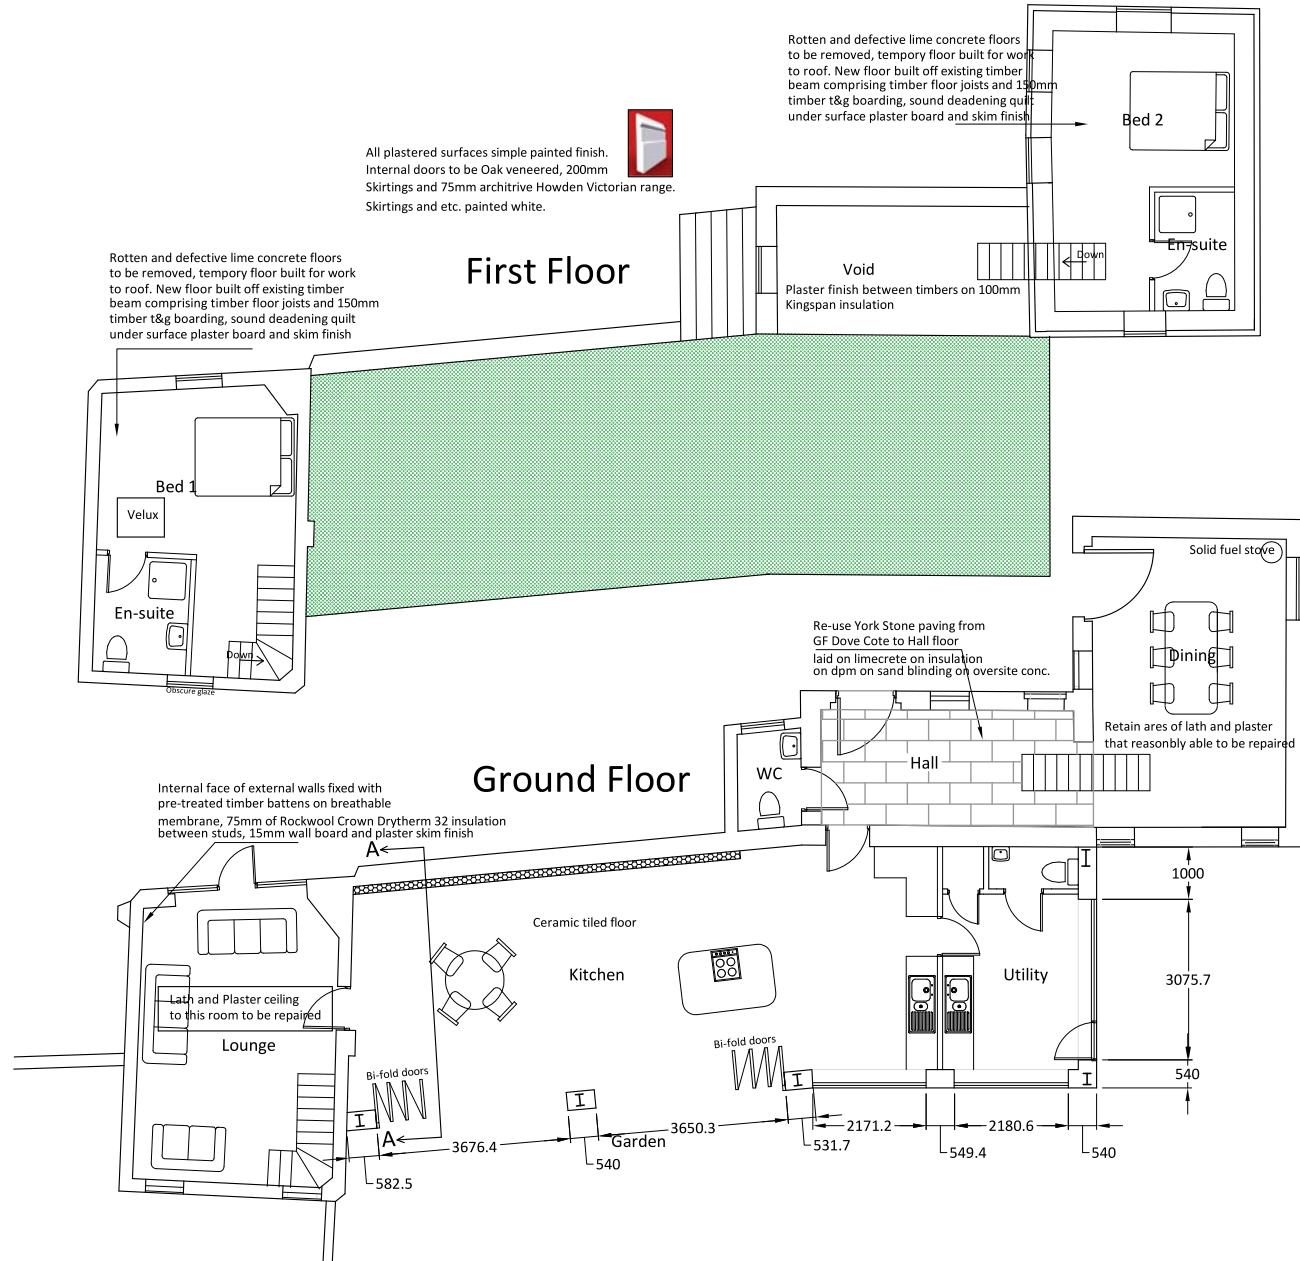 Rotten and defective lime concrete floors
to be removed, tempory floor built for work
to roof. New floor built off existing timber
beam comprising timber floor joists and 150mm
timber t&g boarding, sound deadening quilt
under surface plaster board and skim finish
Bed 2
En-suite
Down
All plastered surfaces simple painted finish.
Internal doors to be Oak veneered, 200mm
Skirtings and 75mm architrive Howden Victorian range.
Skirtings and etc. painted white.
First Floor
Void
Plaster finish between timbers on 100mm
Kingspan insulation
Rotten and defective lime concrete floors
to be removed, tempory floor built for work
to roof. New floor built off existing timber
beam comprising timber floor joists and 150mm
timber t&g boarding, sound deadening quilt
under surface plaster board and skim finish
Bed 1
Velux
En-suite
Down
Obscure glaze
Solid fuel stove
Re-use York Stone paving from
GF Dove Cote to Hall floor
laid on limecrete on insulation
on dpm on sand blinding on oversite conc.
Dining
Retain ares of lath and plaster
that reasonbly able to be repaired
Ground Floor
WC
Hall
Internal face of external walls fixed with
pre-treated timber battens on breathable
membrane, 75mm of Rockwool Crown Drytherm 32 insulation
between studs, 15mm wall board and plaster skim finish
A
1000
Ceramic tiled floor
Kitchen
Utility
3075.7
Lath and Plaster ceiling
to this room to be repaired
Lounge
Bi-fold doors
Bi-fold doors
540
A
Garden
3676.4
3650.3
2171.2
2180.6
582.5
540
531.7
549.4
540